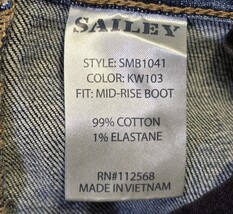 SAILEY
STYLE: SMB1041
COLOR: KW103
FIT: MID-RISE BOOT
99% COTTON
1% ELASTANE
RN#112568
MADE IN VIETNAM